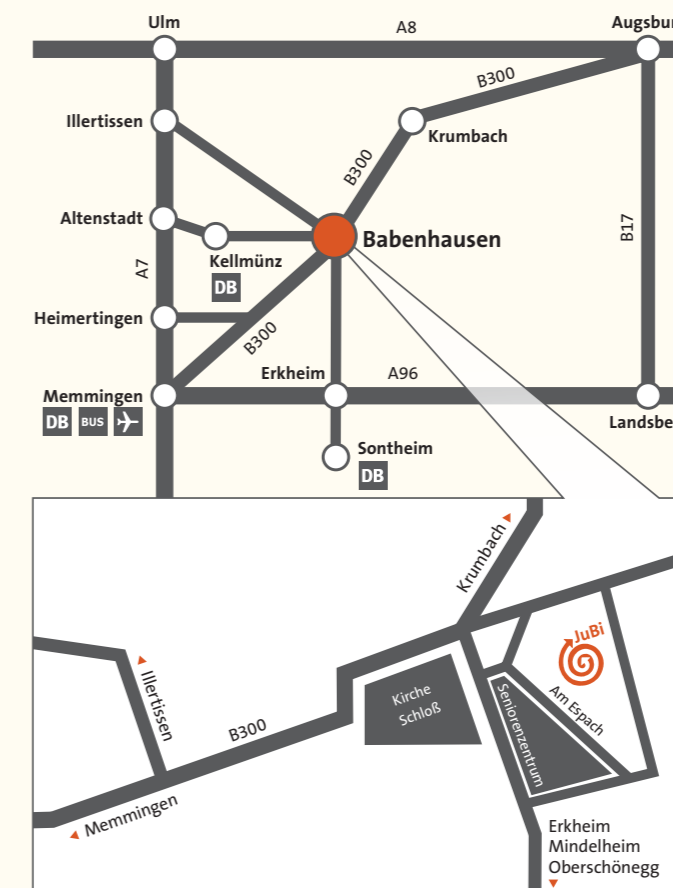 Ulm
A8
Augsbur
B300
Illertissen
Krumbach
B300
Altenstadt
B17
Babenhausen
Kellmünz
A7
DB
Heimertingen
B300
Erkheim
A96
Memmingen
DB BUS
Landsbe
Sontheim
DB
Krumbach
JuBi
Illertissen
Kirche
Schloß
Seniorenzentrum
Am Espach
B300
Memmingen
Erkheim
Mindelheim
Oberschönegg